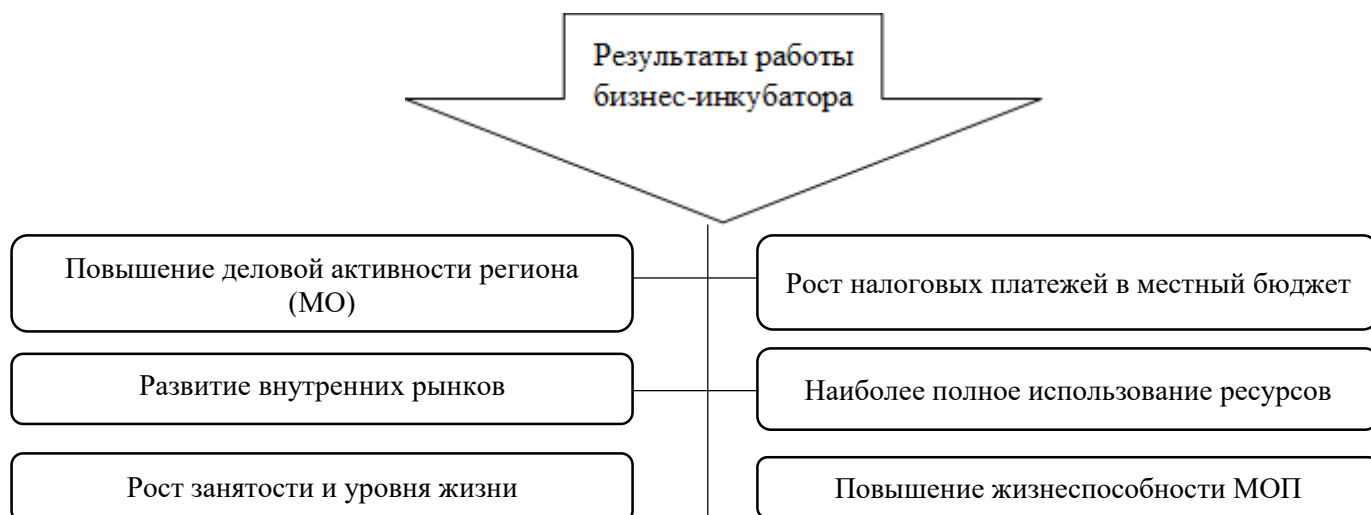 Результаты работы
бизнес-инкубатора
Повышение деловой активности региона
(МО)
Рост налоговых платежей в местный бюджет
Развитие внутренних рынков
Наиболее полное использование ресурсов
Рост занятости и уровня жизни
Повышение жизнеспособности МОП